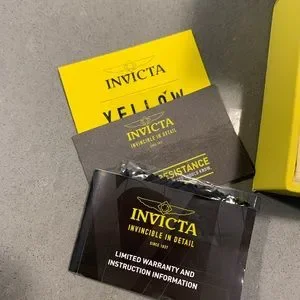 INVICTA
YELLOW
INVICTA
INVINCIBLE IN DETAIL
RESISTANCE
INVICTA
INVINCIBLE IN DETAIL
SINCE 1837
LIMITED WARRANTY AND
INSTRUCTION INFORMATION